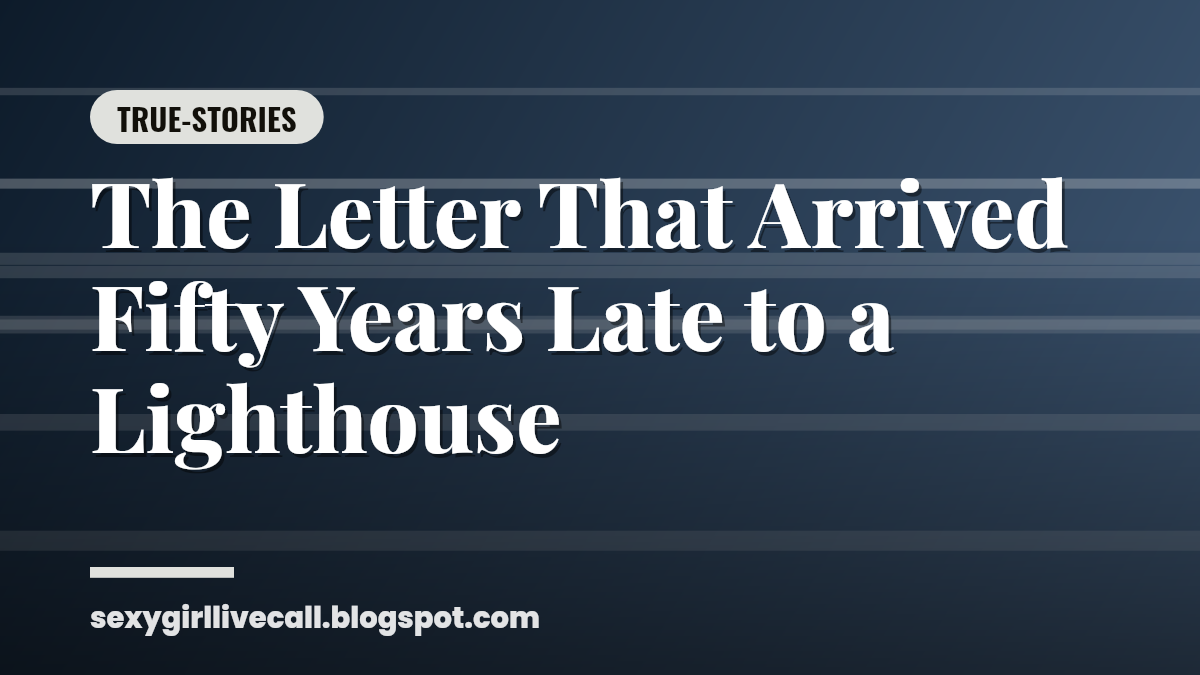 TRUE-STORIES
The Letter That Arrived
Fifty Years Late to a
Lighthouse
sexygirllivecall.blogspot.com